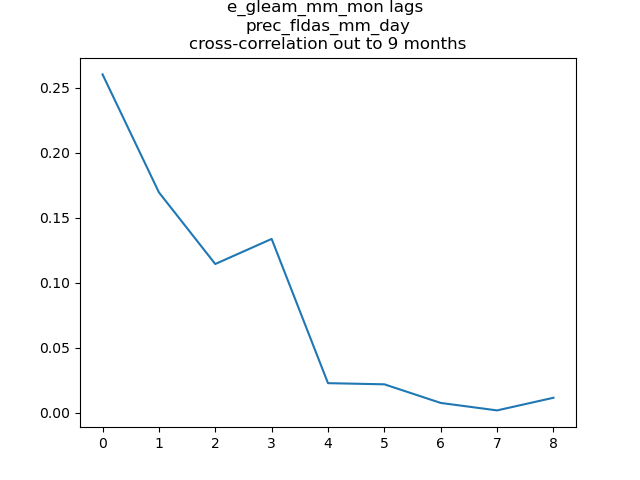 e_gleam_mm_mon lags
prec_fldas_mm_day
cross-correlation out to 9 months
0.25
0.20
0.15
0.10
0.05
0.00
0 1 2 3 4 5 6 7 8